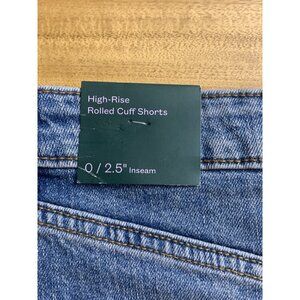 High-Rise
Rolled Cuff Shorts
0 / 2.5" Inseam